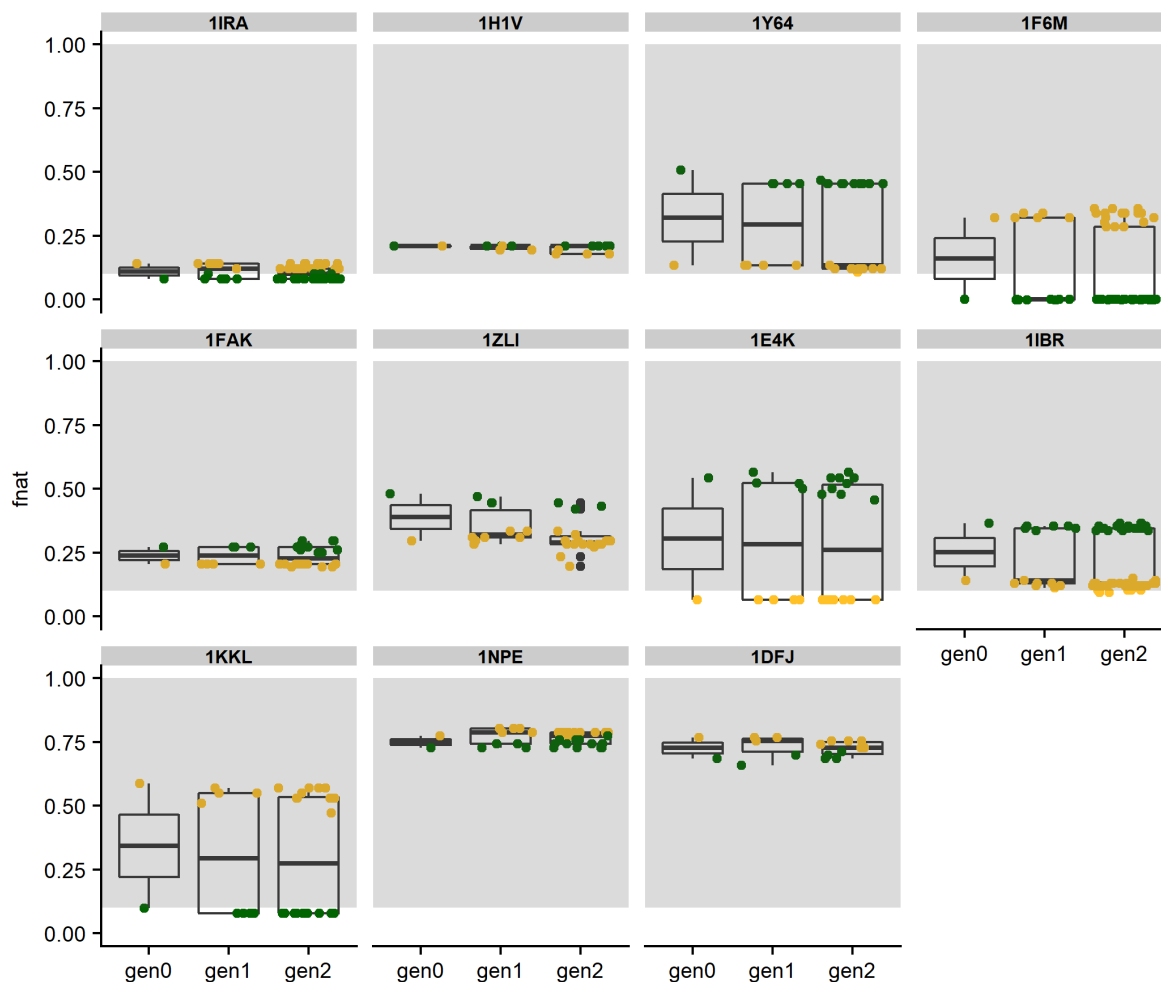 1IRA 1H1V 1Y64 1F6M
1.00
0.75
0.50
0.25
0.00
1FAK 1ZLI 1E4K 1IBR
1.00
0.75
0.50
0.25
0.00
fnat
gen0 gen1 gen2
1KKL 1NPE 1DFJ
1.00
0.75
0.50
0.25
0.00
gen0 gen1 gen2 gen0 gen1 gen2 gen0 gen1 gen2